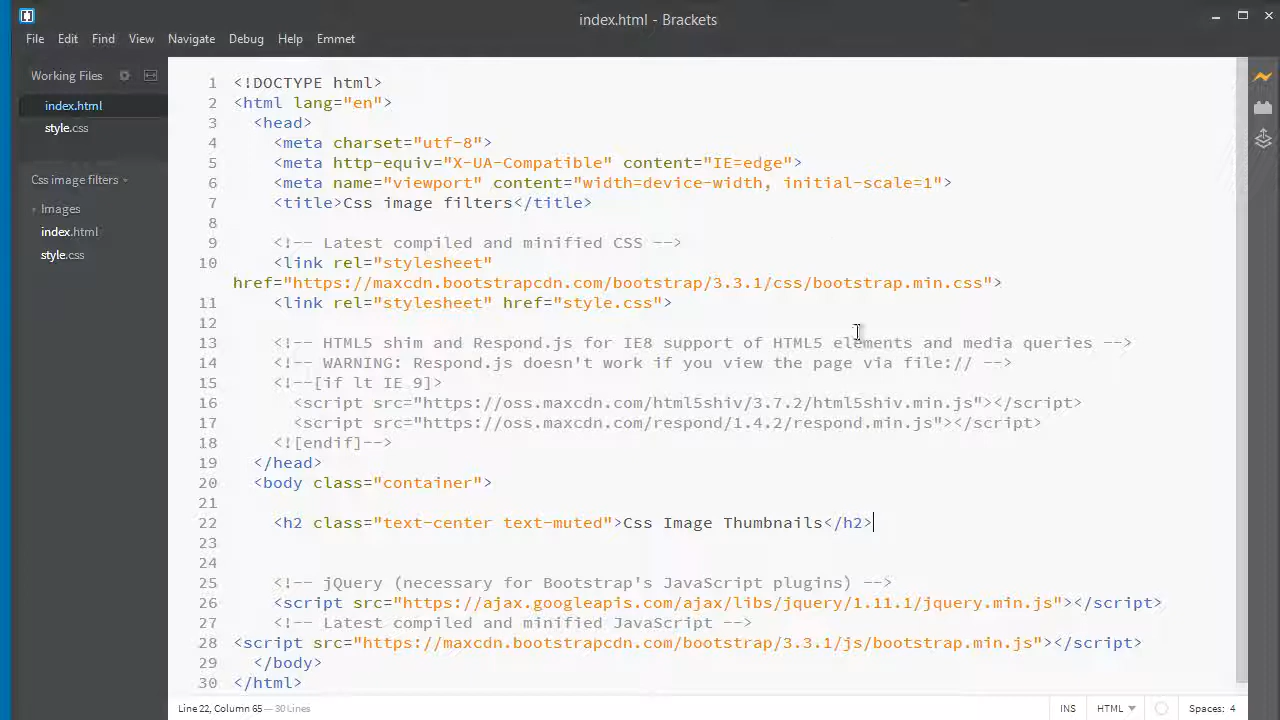 index.html - Brackets
File Edit Find View Navigate Debug Help Emmet
Working Files
index.html
style.css
Css image filters
Images
index.html
style.css
1 <!DOCTYPE html>
2 <html lang="en">
3 <head>
4 <meta charset="utf-8">
5 <meta http-equiv="X-UA-Compatible" content="IE=edge">
6 <meta name="viewport" content="width=device-width, initial-scale=1">
7 <title>Css image filters</title>
8
9 <!-- Latest compiled and minified CSS -->
10 <link rel="stylesheet"
href="https://maxcdn.bootstrapcdn.com/bootstrap/3.3.1/css/bootstrap.min.css">
11 <link rel="stylesheet" href="style.css">
12
13 <!-- HTML5 shim and Respond.js for IE8 support of HTML5 elements and media queries -->
14 <!-- WARNING: Respond.js doesn't work if you view the page via file:// -->
15 <!--[if lt IE 9]>
16 <script src="https://oss.maxcdn.com/html5shiv/3.7.2/html5shiv.min.js"></script>
17 <script src="https://oss.maxcdn.com/respond/1.4.2/respond.min.js"></script>
18 <![endif]-->
19 </head>
20 <body class="container">
21
22 <h2 class="text-center text-muted">Css Image Thumbnails</h2>
23
24
25 <!-- jQuery (necessary for Bootstrap's JavaScript plugins) -->
26 <script src="https://ajax.googleapis.com/ajax/libs/jquery/1.11.1/jquery.min.js"></script>
27 <!-- Latest compiled and minified JavaScript -->
28 <script src="https://maxcdn.bootstrapcdn.com/bootstrap/3.3.1/js/bootstrap.min.js"></script>
29 </body>
30 </html>
Line 22, Column 65 — 30 Lines
INS HTML Spaces: 4